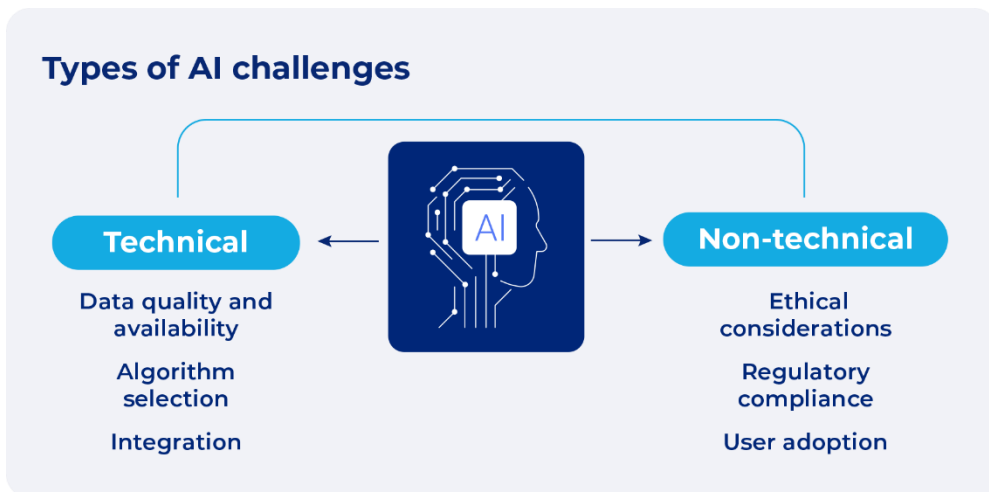 Types of AI challenges
AI
Technical
Data quality and
availability
Algorithm
selection
Integration
Non-technical
Ethical
considerations
Regulatory
compliance
User adoption